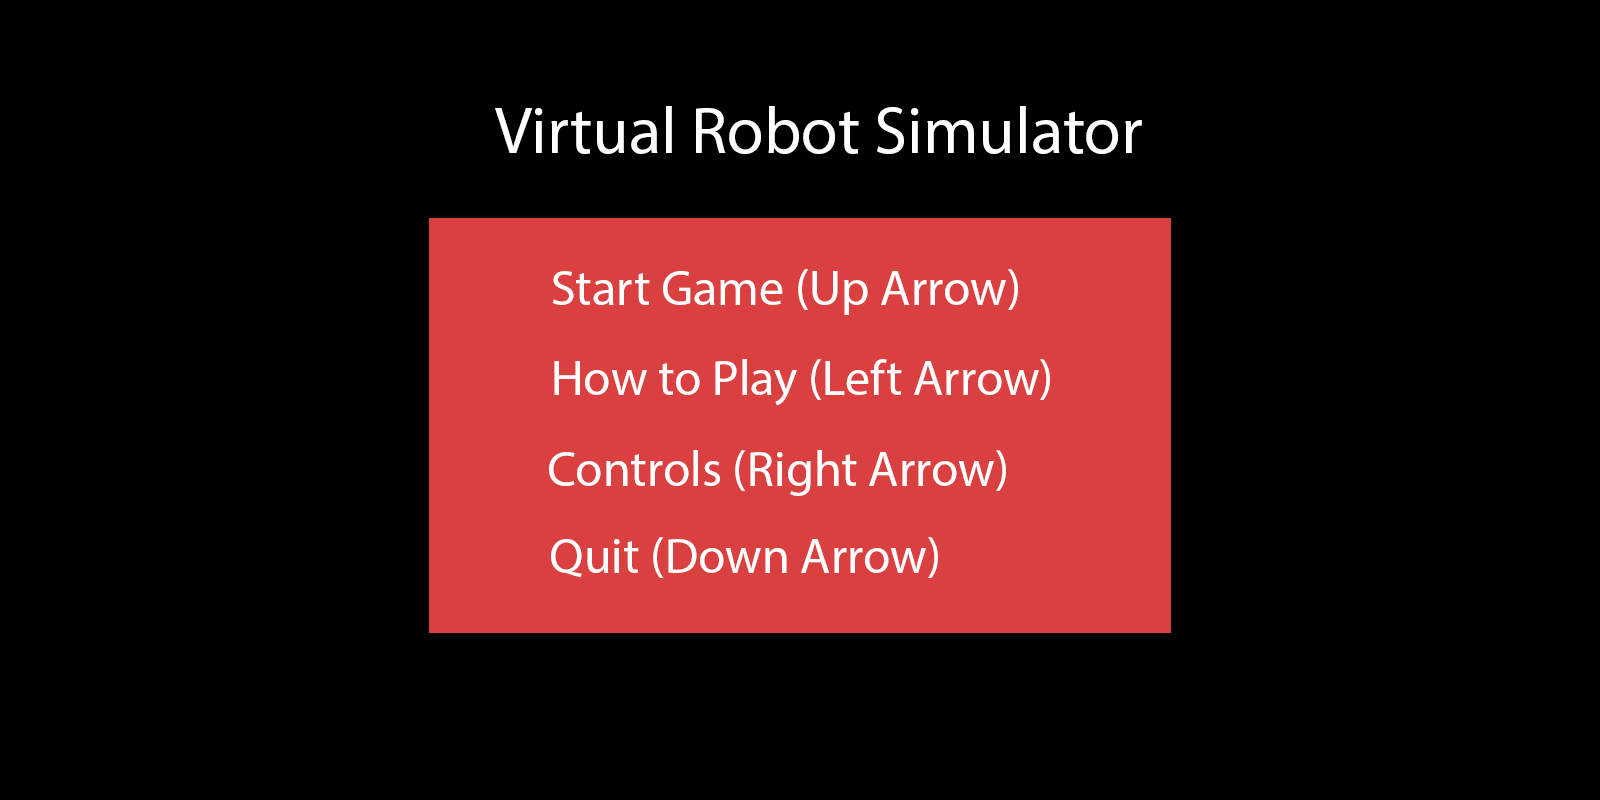 Virtual Robot Simulator
Start Game (Up Arrow)
How to Play (Left Arrow)
Controls (Right Arrow)
Quit (Down Arrow)